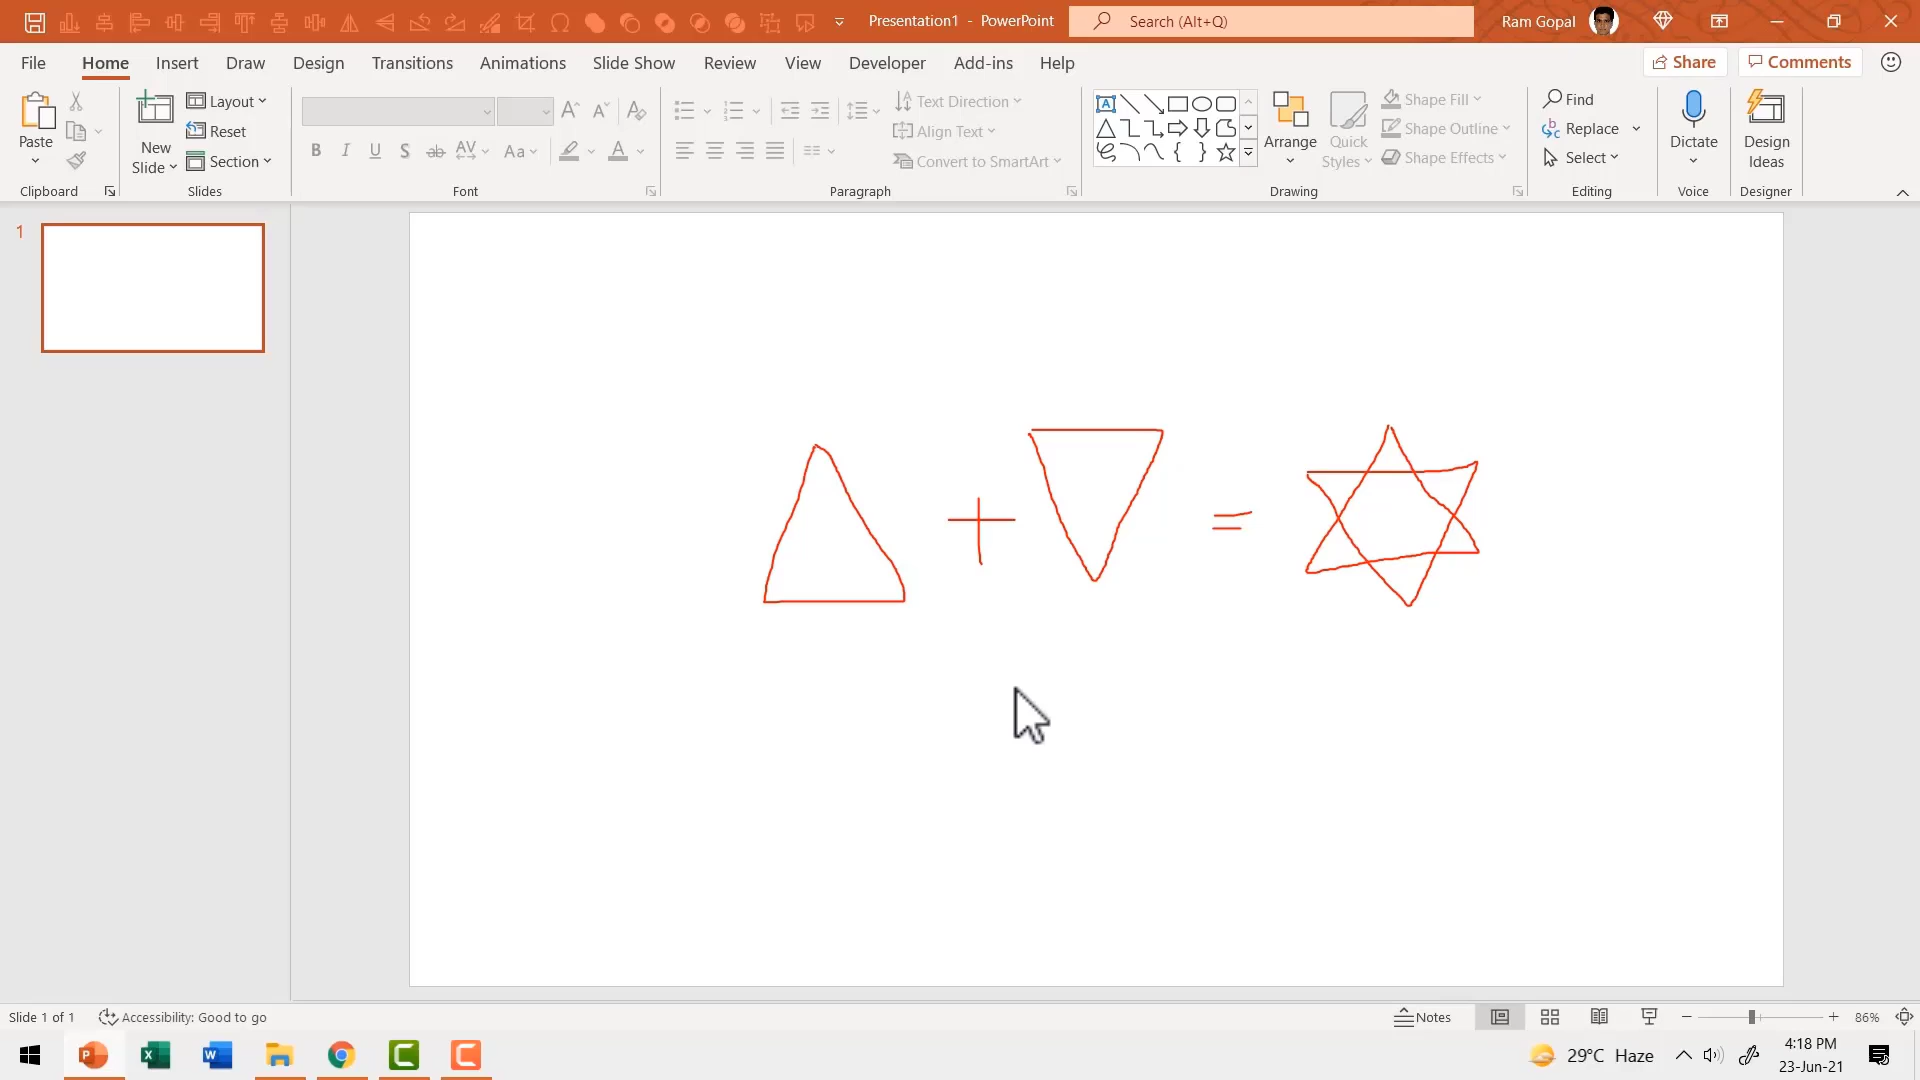 Presentation1 - PowerPoint
Search (Alt+Q)
Ram Gopal
File Home Insert Draw Design Transitions Animations Slide Show Review View Developer Add-ins Help
Share
Comments
Paste
New
Slide
Layout
Reset
Section
B I U S ab AV Aa A
Text Direction
Align Text
Convert to SmartArt
Arrange
Quick
Styles
Shape Fill
Shape Outline
Shape Effects
Find
Replace
Select
Dictate
Design
Ideas
Clipboard Slides Font Paragraph Drawing Editing Voice Designer
1
+ =
Slide 1 of 1
Accessibility: Good to go
Notes
86%
29°C Haze
4:18 PM
23-Jun-21